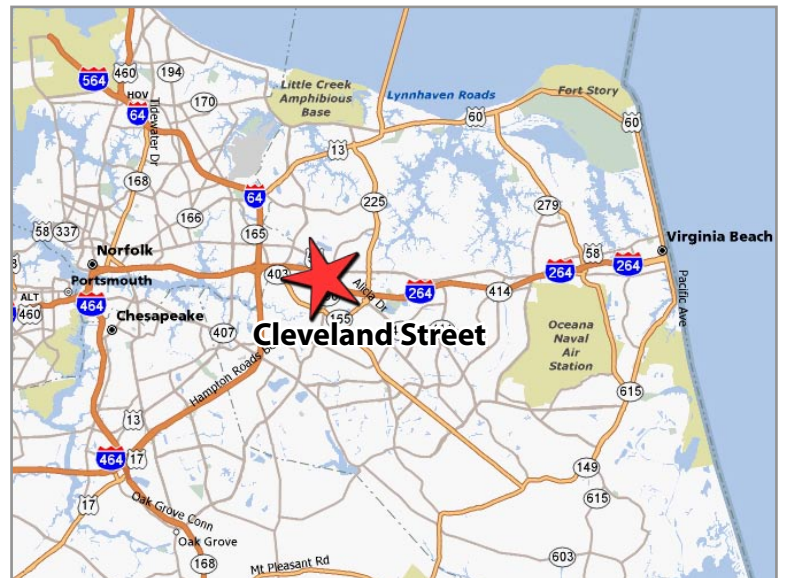 564
460
194
HOV
64
Tidewater Dr
170
Little Creek
Amphibious
Base
Lynnhaven Roads
Fort Story
60
60
13
168
64
225
166
165
279
58
337
Norfolk
Virginia Beach
58
264
264
403
Portsmouth
ALT
460
464
Alicia Dr
264
414
Pacific Ave
Chesapeake
407
165
Cleveland Street
Oceana
Naval
Air
Station
Hampton Roads
615
13
464
17
149
17
615
Oak Grove Conn
Oak Grove
168
Mt Pleasant Rd
603